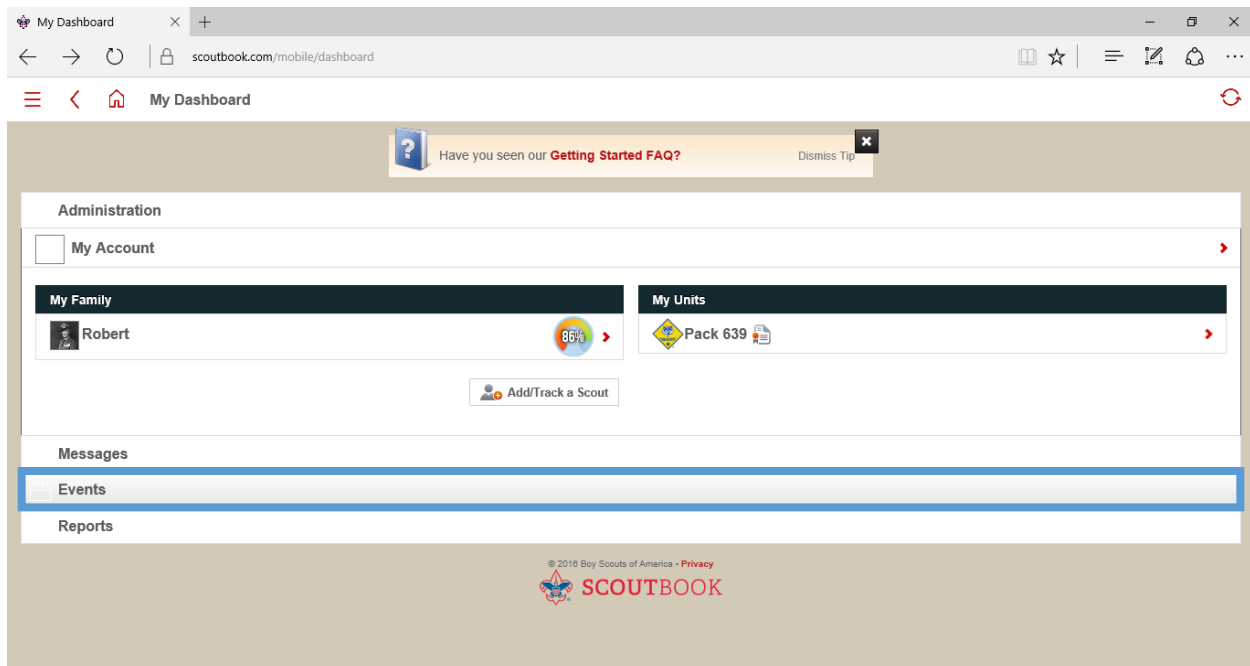 My Dashboard
scoutbook.com/mobile/dashboard
My Dashboard
Have you seen our Getting Started FAQ? Dismiss Tip
Administration
My Account
My Family
My Units
Robert 86%
Pack 639
Add/Track a Scout
Messages
Events
Reports
© 2016 Boy Scouts of America - Privacy
SCOUTBOOK